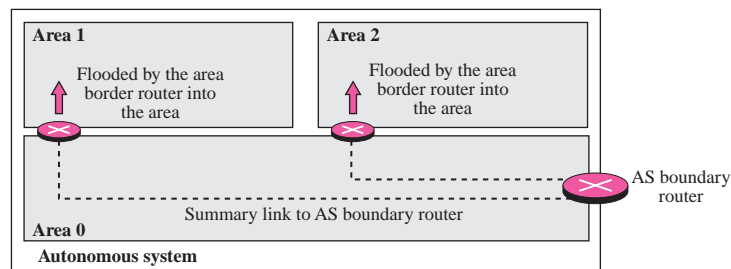 Area 1
Flooded by the area
border router into
the area
Area 2
Flooded by the area
border router into
the area
AS boundary
router
Summary link to AS boundary router
Area 0
Autonomous system